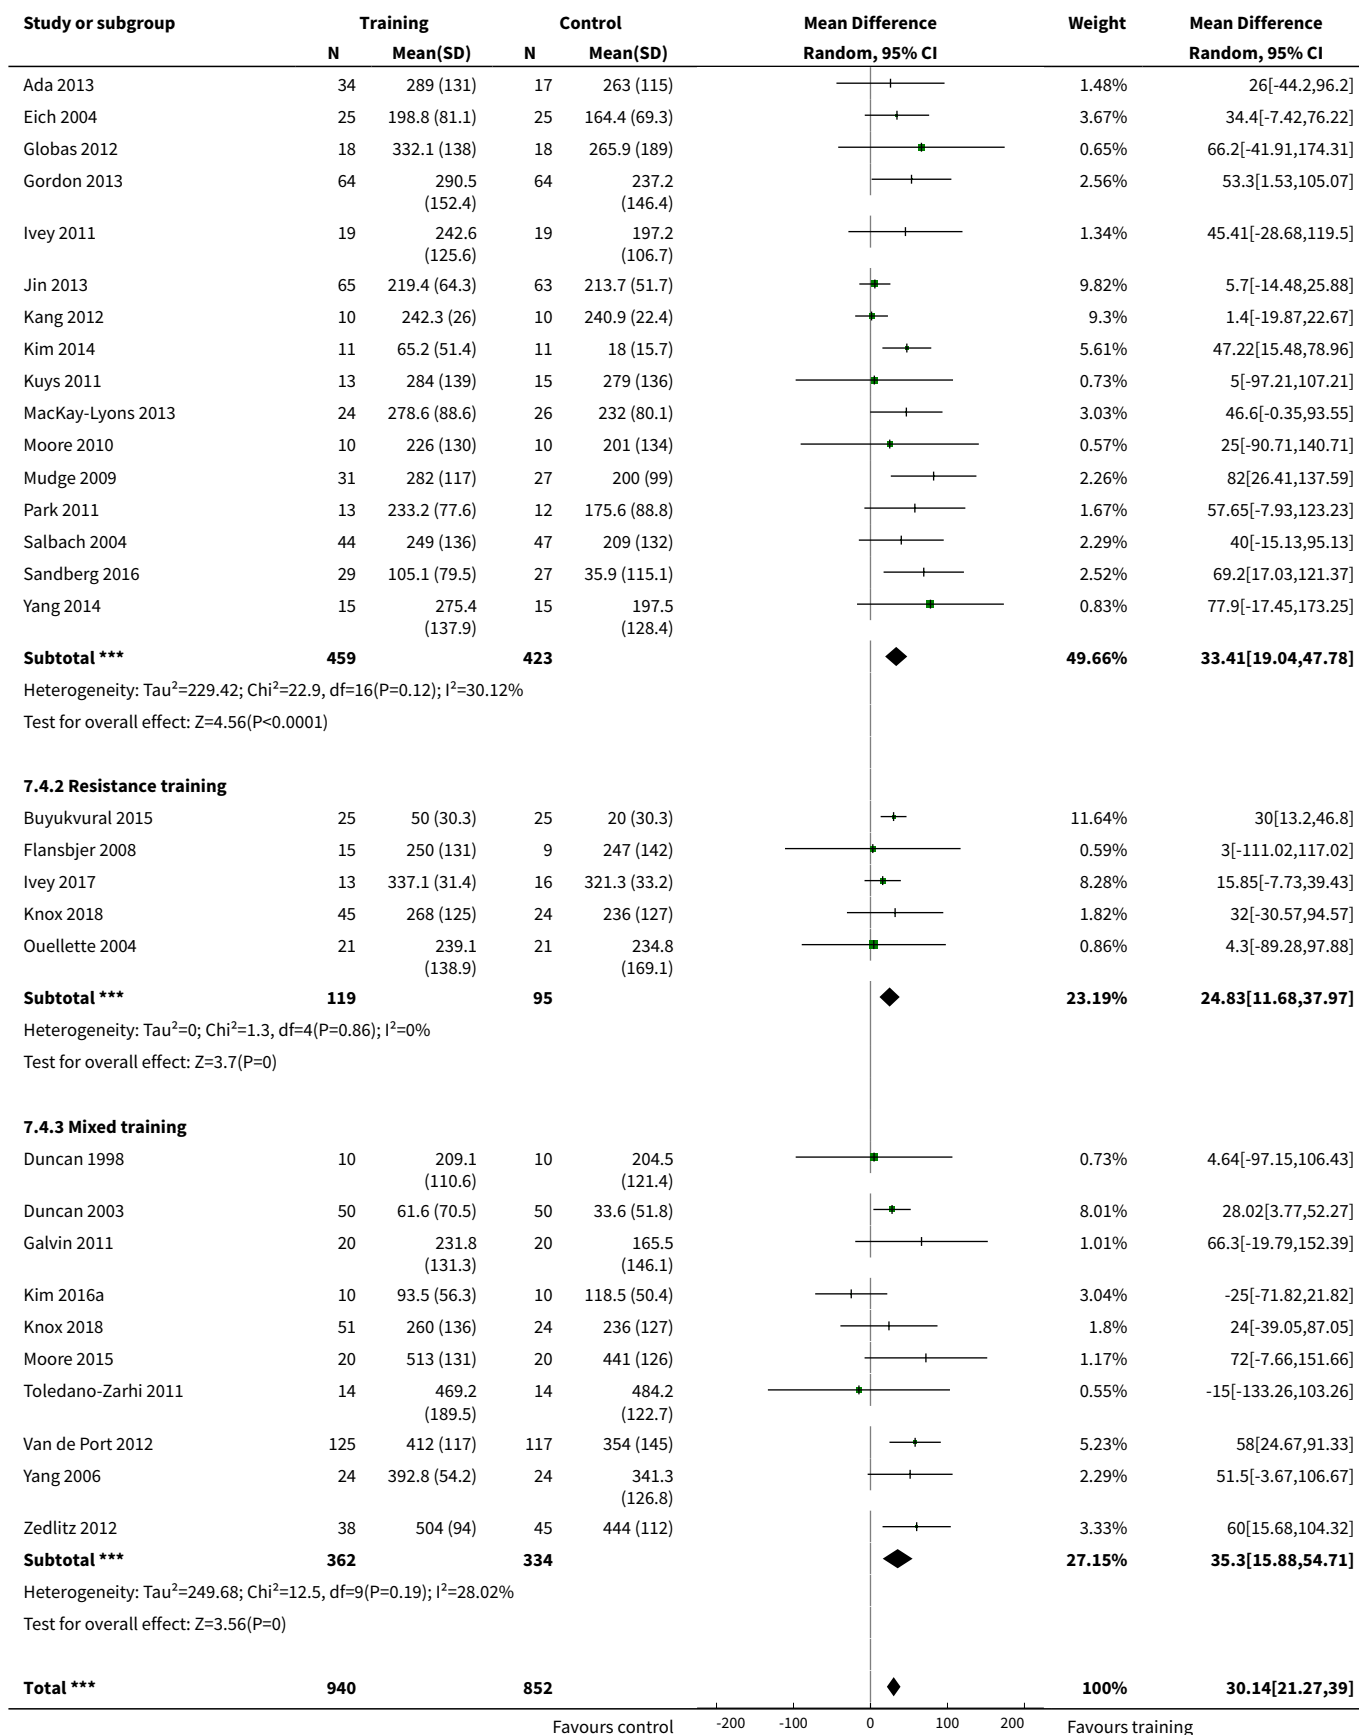 Study or subgroup Training Control Mean Difference Weight Mean Difference
N Mean(SD) N Mean(SD) Random, 95% CI Random, 95% CI
Ada 2013 34 289 (131) 17 263 (115) 1.48% 26[-44.2,96.2]
Eich 2004 25 198.8 (81.1) 25 164.4 (69.3) 3.67% 34.4[-7.42,76.22]
Globas 2012 18 332.1 (138) 18 265.9 (189) 0.65% 66.2[-41.91,174.31]
Gordon 2013 64 290.5 64 237.2 2.56% 53.3[1.53,105.07]
(152.4) (146.4)
Ivey 2011 19 242.6 19 197.2 1.34% 45.41[-28.68,119.5]
(125.6) (106.7)
Jin 2013 65 219.4 (64.3) 63 213.7 (51.7) 9.82% 5.7[-14.48,25.88]
Kang 2012 10 242.3 (26) 10 240.9 (22.4) 9.3% 1.4[-19.87,22.67]
Kim 2014 11 65.2 (51.4) 11 18 (15.7) 5.61% 47.22[15.48,78.96]
Kuys 2011 13 284 (139) 15 279 (136) 0.73% 5[-97.21,107.21]
MacKay-Lyons 2013 24 278.6 (88.6) 26 232 (80.1) 3.03% 46.6[-0.35,93.55]
Moore 2010 10 226 (130) 10 201 (134) 0.57% 25[-90.71,140.71]
Mudge 2009 31 282 (117) 27 200 (99) 2.26% 82[26.41,137.59]
Park 2011 13 233.2 (77.6) 12 175.6 (88.8) 1.67% 57.65[-7.93,123.23]
Salbach 2004 44 249 (136) 47 209 (132) 2.29% 40[-15.13,95.13]
Sandberg 2016 29 105.1 (79.5) 27 35.9 (115.1) 2.52% 69.2[17.03,121.37]
Yang 2014 15 275.4 15 197.5 0.83% 77.9[-17.45,173.25]
(137.9) (128.4)
Subtotal *** 459 423 49.66% 33.41[19.04,47.78]
Heterogeneity: Tau²=229.42; Chi²=22.9, df=16(P=0.12); I²=30.12%
Test for overall effect: Z=4.56(P<0.0001)
7.4.2 Resistance training
Buyukvural 2015 25 50 (30.3) 25 20 (30.3) 11.64% 30[13.2,46.8]
Flansbjer 2008 15 250 (131) 9 247 (142) 0.59% 3[-111.02,117.02]
Ivey 2017 13 337.1 (31.4) 16 321.3 (33.2) 8.28% 15.85[-7.73,39.43]
Knox 2018 45 268 (125) 24 236 (127) 1.82% 32[-30.57,94.57]
Ouellette 2004 21 239.1 21 234.8 0.86% 4.3[-89.28,97.88]
(138.9) (169.1)
Subtotal *** 119 95 23.19% 24.83[11.68,37.97]
Heterogeneity: Tau²=0; Chi²=1.3, df=4(P=0.86); I²=0%
Test for overall effect: Z=3.7(P=0)
7.4.3 Mixed training
Duncan 1998 10 209.1 10 204.5 0.73% 4.64[-97.15,106.43]
(110.6) (121.4)
Duncan 2003 50 61.6 (70.5) 50 33.6 (51.8) 8.01% 28.02[3.77,52.27]
Galvin 2011 20 231.8 20 165.5 1.01% 66.3[-19.79,152.39]
(131.3) (146.1)
Kim 2016a 10 93.5 (56.3) 10 118.5 (50.4) 3.04% -25[-71.82,21.82]
Knox 2018 51 260 (136) 24 236 (127) 1.8% 24[-39.05,87.05]
Moore 2015 20 513 (131) 20 441 (126) 1.17% 72[-7.66,151.66]
Toledano-Zarhi 2011 14 469.2 14 484.2 0.55% -15[-133.26,103.26]
(189.5) (122.7)
Van de Port 2012 125 412 (117) 117 354 (145) 5.23% 58[24.67,91.33]
Yang 2006 24 392.8 (54.2) 24 341.3 2.29% 51.5[-3.67,106.67]
(126.8)
Zedlitz 2012 38 504 (94) 45 444 (112) 3.33% 60[15.68,104.32]
Subtotal *** 362 334 27.15% 35.3[15.88,54.71]
Heterogeneity: Tau²=249.68; Chi²=12.5, df=9(P=0.19); I²=28.02%
Test for overall effect: Z=3.56(P=0)
Total *** 940 852 100% 30.14[21.27,39]
Favours control -200 -100 0 100 200 Favours training